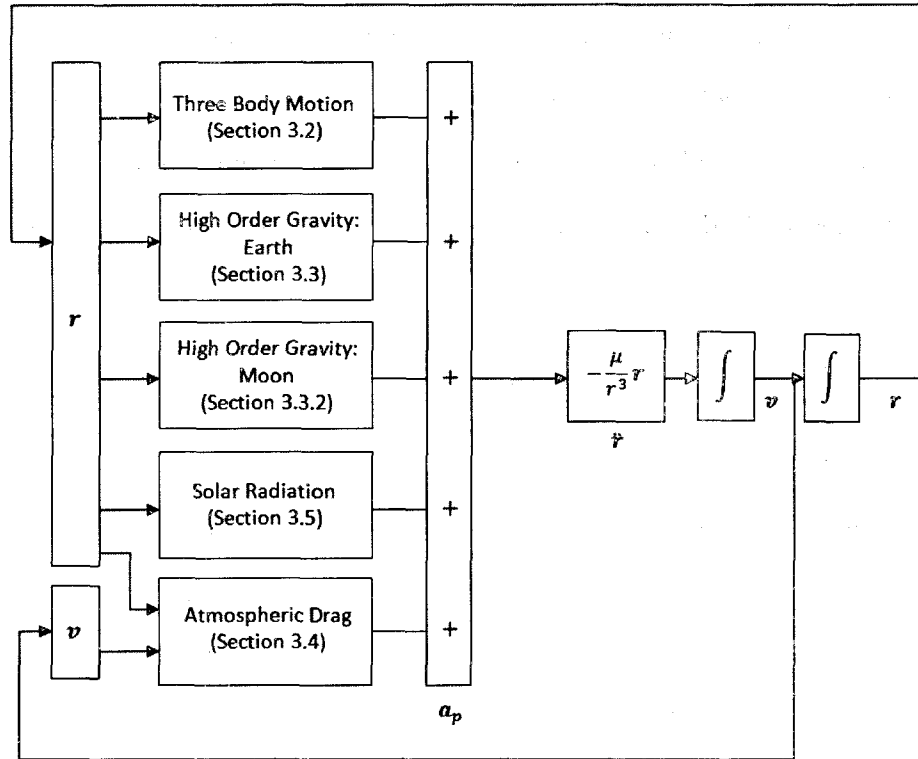 Three Body Motion
(Section 3.2)
+
High Order Gravity:
Earth
(Section 3.3)
+
r
High Order Gravity:
Moon
(Section 3.3.2)
+
−μ/r³ r
r̈
∫
v
∫
r
Solar Radiation
(Section 3.5)
+
v
Atmospheric Drag
(Section 3.4)
+
aₚ